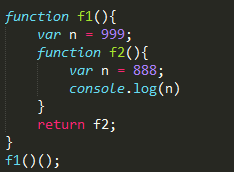 function f1(){
    var n = 999;
    function f2(){
        var n = 888;
        console.log(n)
    }
    return f2;
}
f1()();